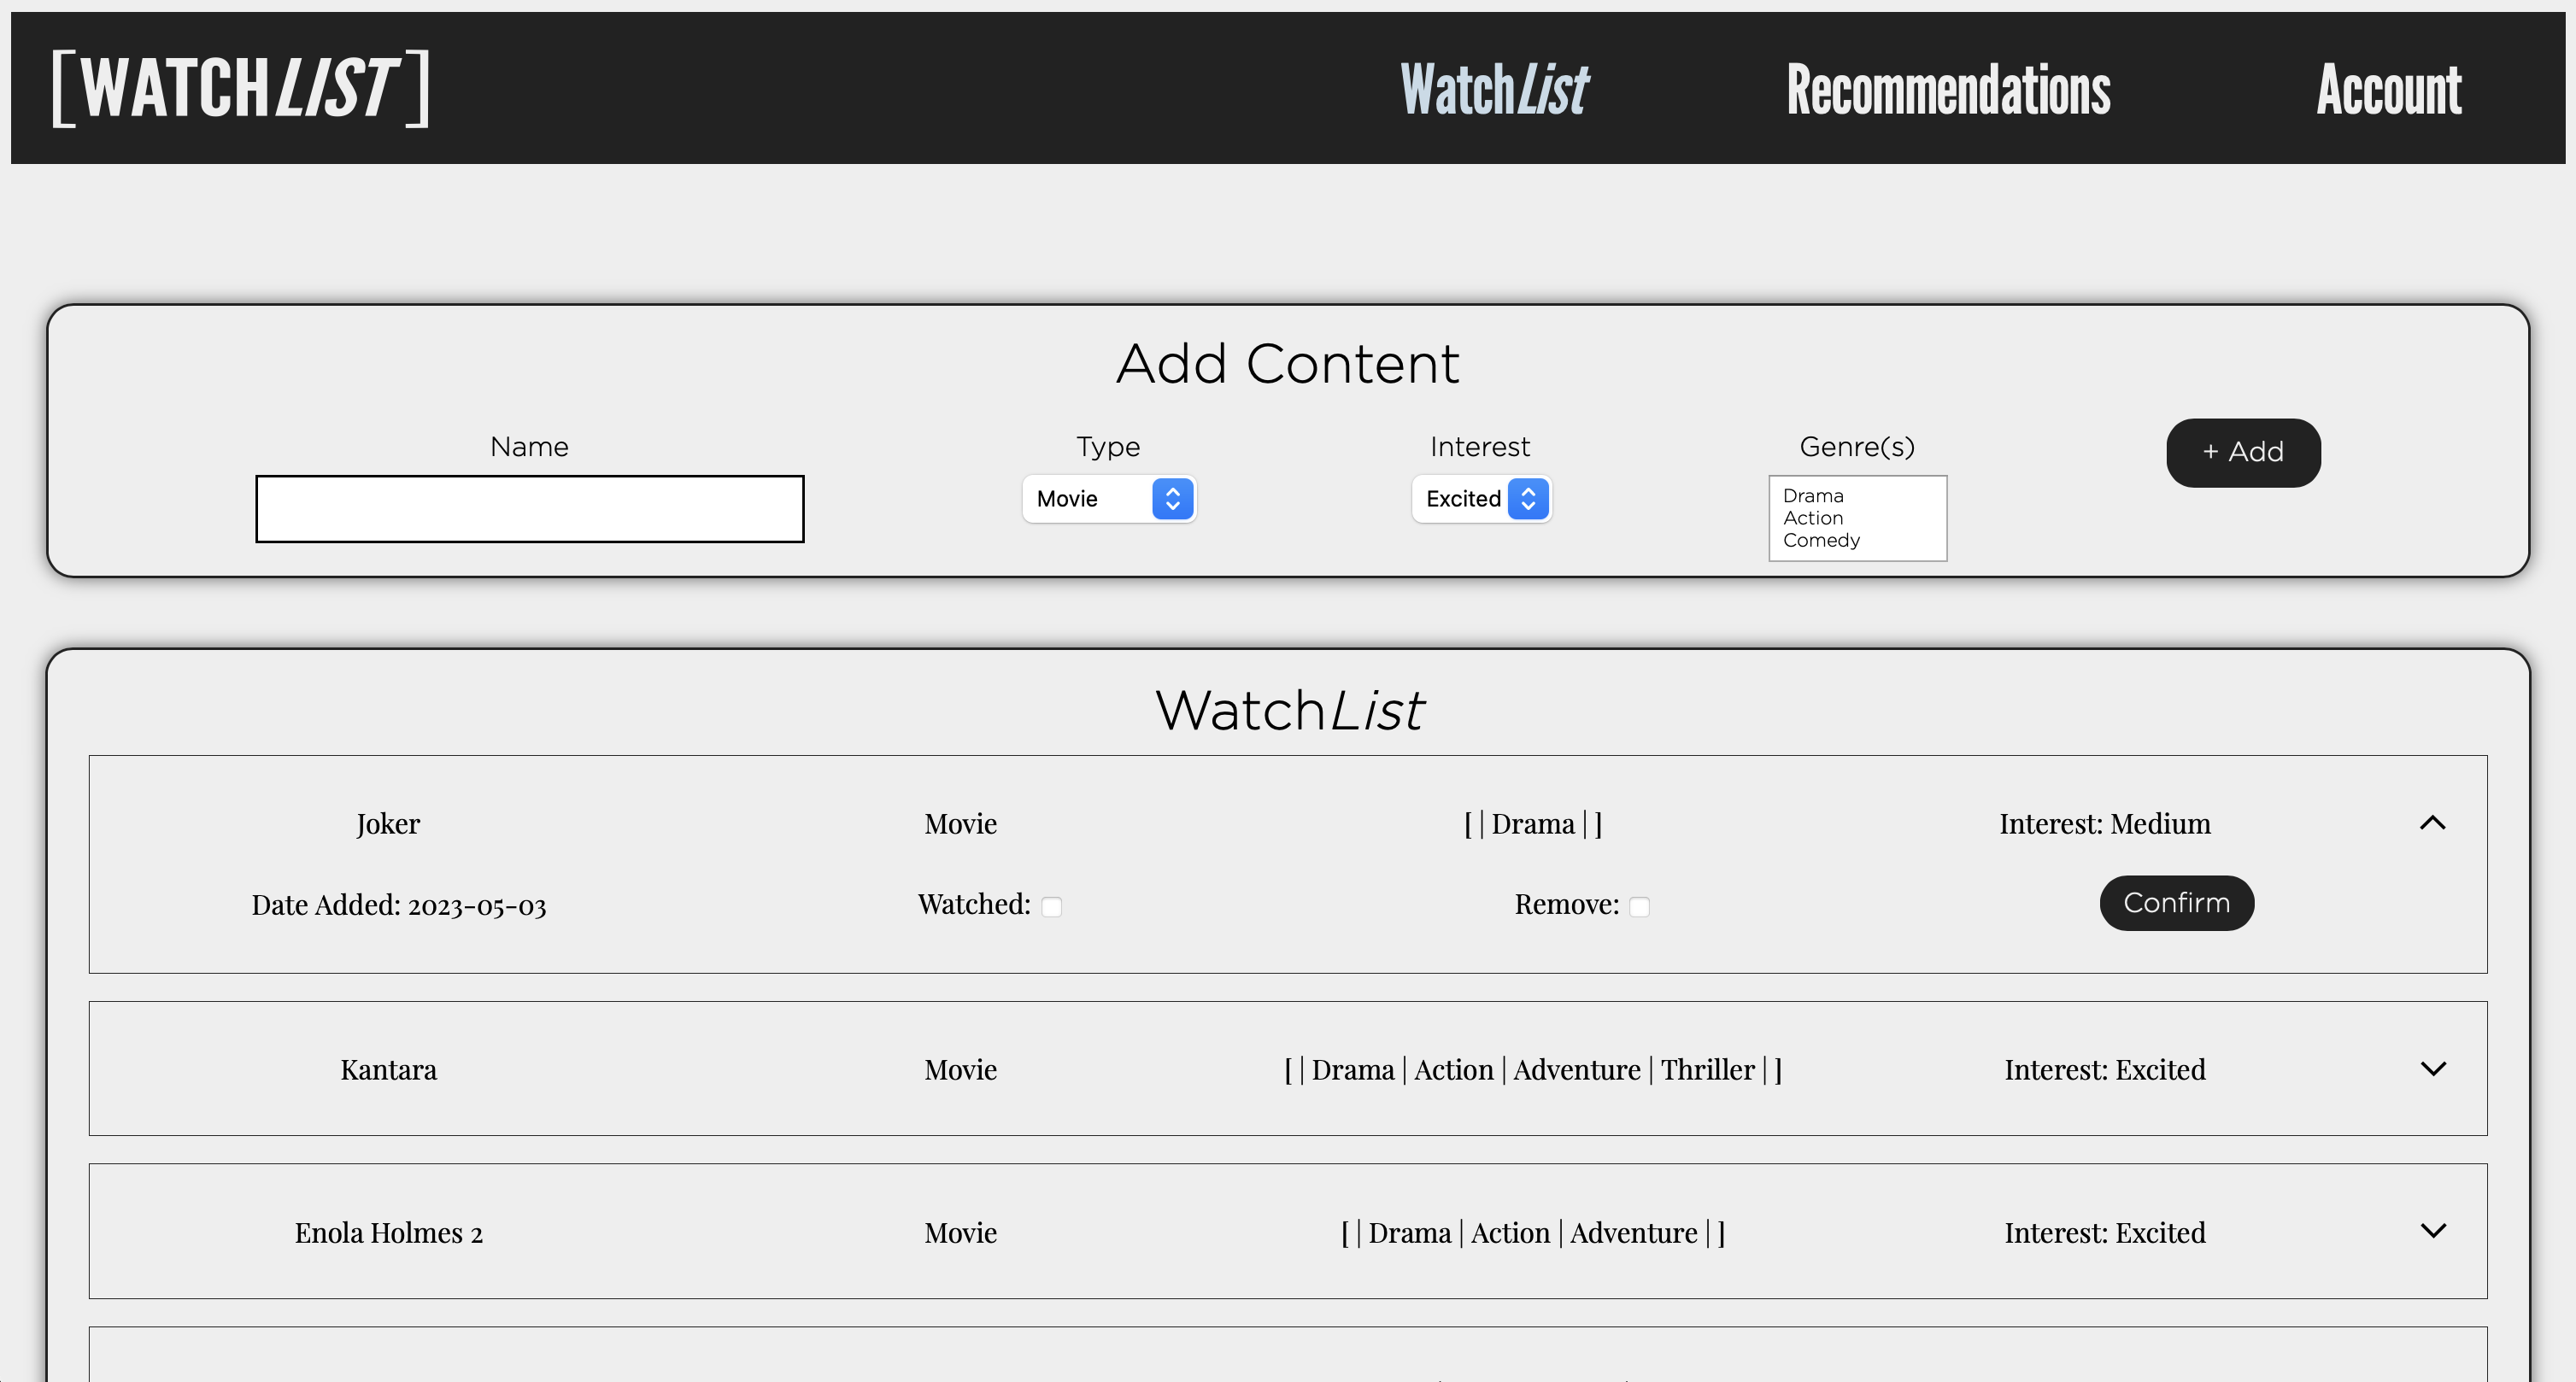 [WATCHLIST]
WatchList
Recommendations
Account
Add Content
Name
Type
Interest
Genre(s)
+ Add
Movie
Excited
Drama
Action
Comedy
WatchList
Joker Movie [ | Drama | ] Interest: Medium
Date Added: 2023-05-03 Watched: Remove: Confirm
Kantara Movie [ | Drama | Action | Adventure | Thriller | ] Interest: Excited
Enola Holmes 2 Movie [ | Drama | Action | Adventure | ] Interest: Excited